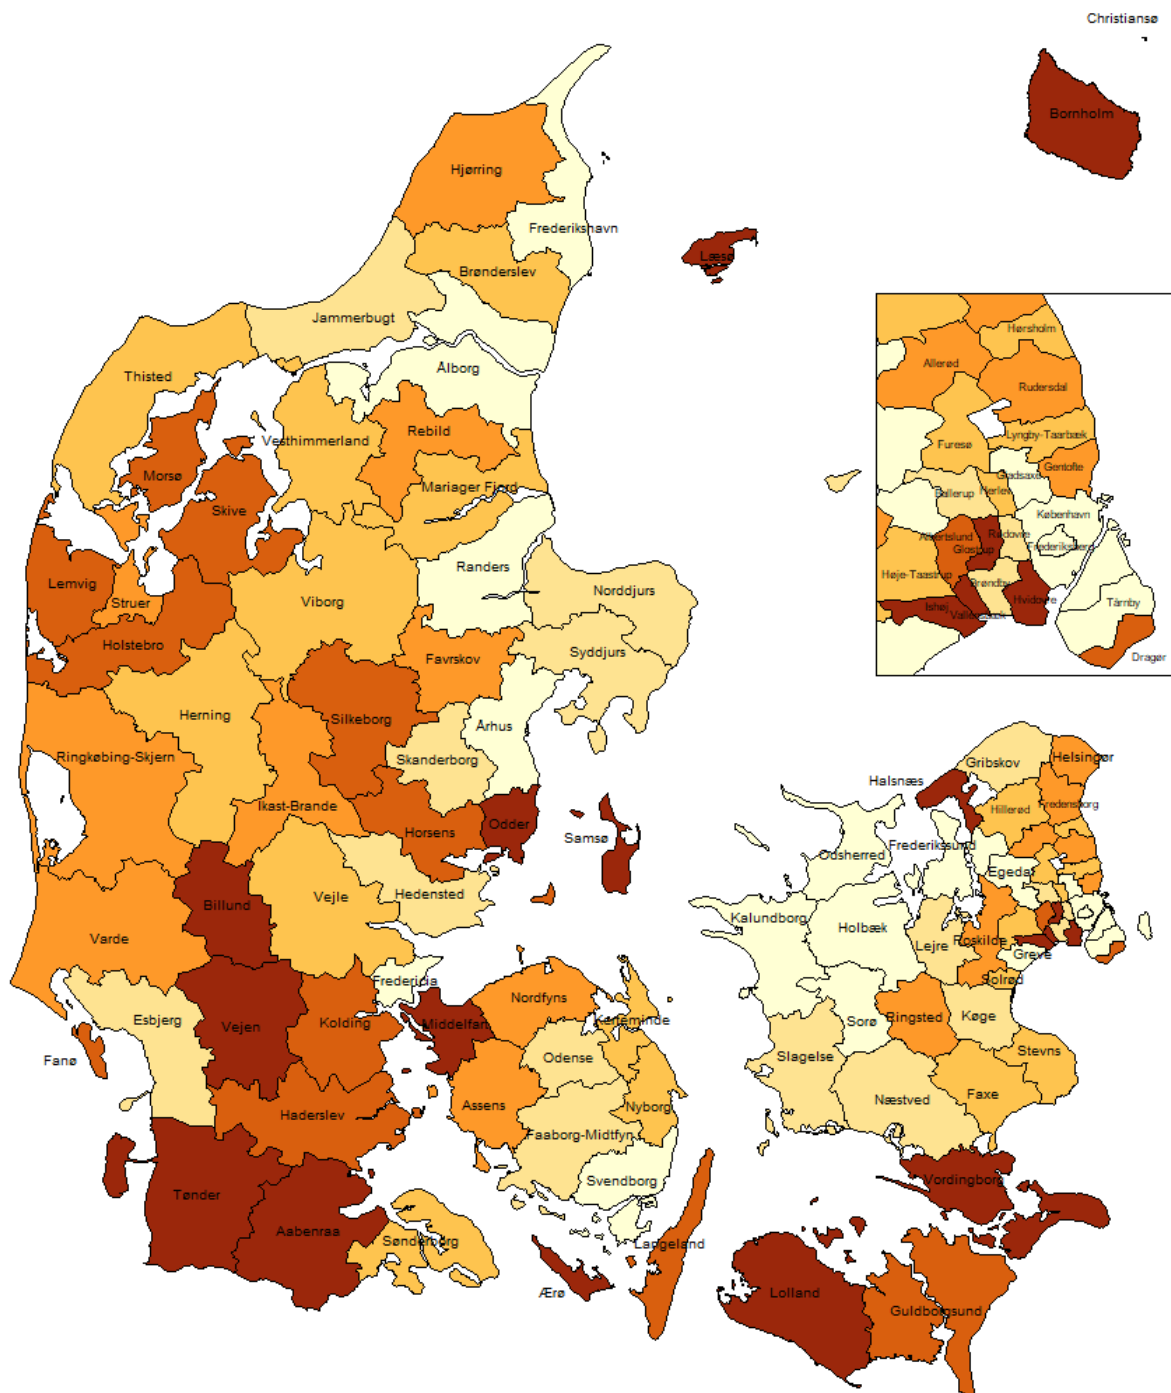 Christiansø
Bornholm
Hjørring
Frederikshavn
Læsø
Brønderslev
Jammerbugt
Hørsholm
Allerød
Ålborg
Thisted
Rudersdal
Rebild
Vesthimmerland
Lyngby-Taarbæk
Furesø
Gentofte
Morsø
Gladsaxe
Mariager Fjord
Ballerup
Herlev
Skive
København
Albertslund
Rødovre
Frederiksberg
Glostrup
Randers
Høje-Taastrup
Lemvig
Brøndby
Norddjurs
Viborg
Struer
Hvidovre
Tårnby
Ishøj
Vallensbæk
Holstebro
Syddjurs
Favrskov
Dragør
Herning
Silkeborg
Århus
Ringkøbing-Skjern
Skanderborg
Helsingør
Gribskov
Halsnæs
Ikast-Brande
Hillerød
Fredensborg
Odder
Horsens
Samsø
Frederikssund
Odsherred
Egedal
Hedensted
Vejle
Billund
Kalundborg
Holbæk
Varde
Lejre
Roskilde
Greve
Fredericia
Solrød
Nordfyns
Køge
Sorø
Ringsted
Esbjerg
Kolding
Middelfart
Kerteminde
Vejen
Stevns
Odense
Slagelse
Fanø
Faxe
Næstved
Assens
Nyborg
Haderslev
Faaborg-Midtfyn
Svendborg
Vordingborg
Tønder
Aabenraa
Sønderborg
Langeland
Ærø
Lolland
Guldborgsund